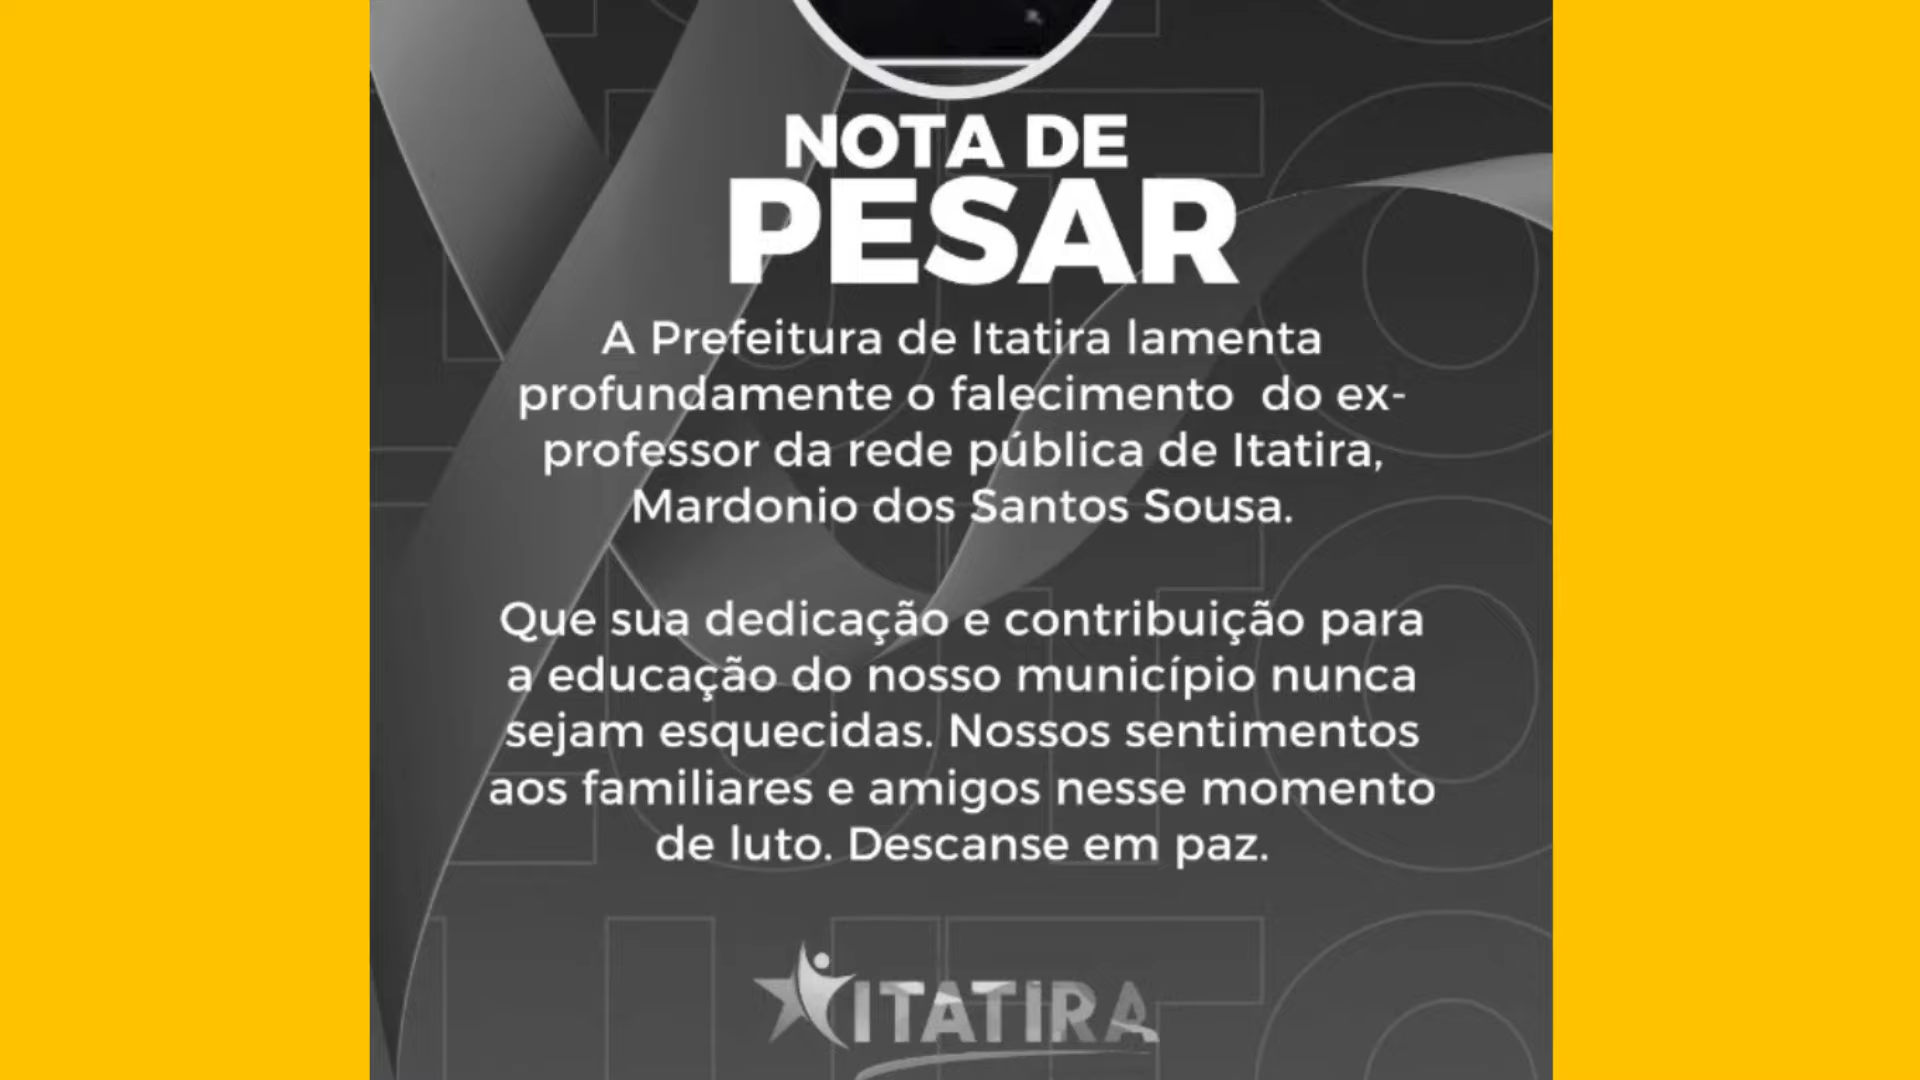 NOTA DE
PESAR
A Prefeitura de Itatira lamenta
profundamente o falecimento do ex-
professor da rede pública de Itatira,
Mardonio dos Santos Sousa.
Que sua dedicação e contribuição para
a educação do nosso município nunca
sejam esquecidas. Nossos sentimentos
aos familiares e amigos nesse momento
de luto. Descanse em paz.
ITATIRA